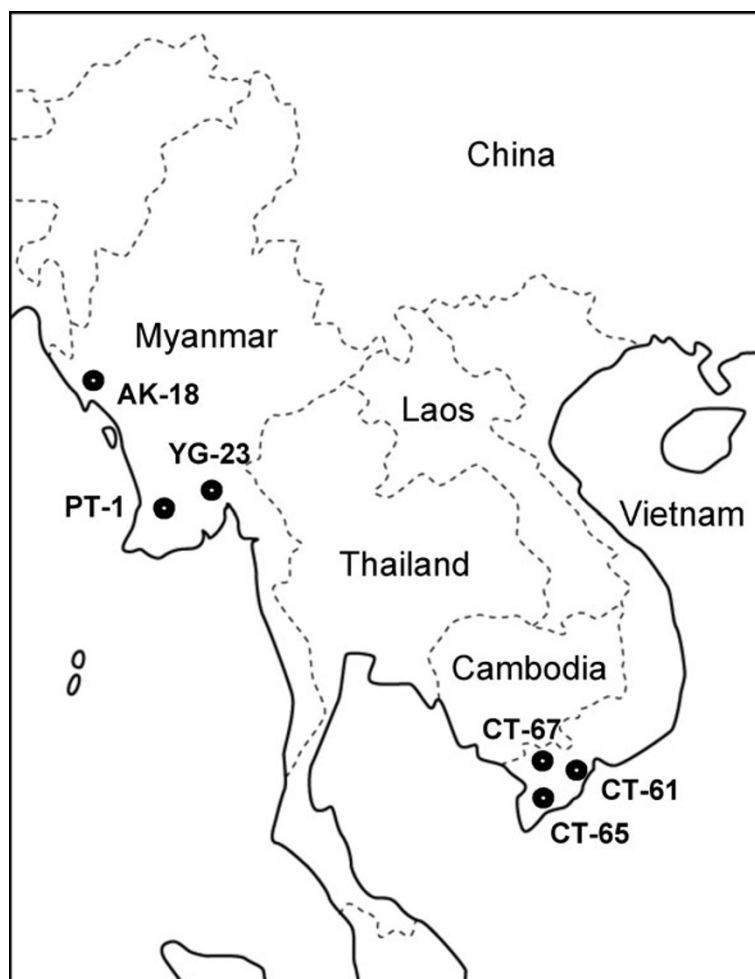 China
Myanmar
AK-18
Laos
YG-23
PT-1
Vietnam
Thailand
Cambodia
CT-67
CT-61
CT-65